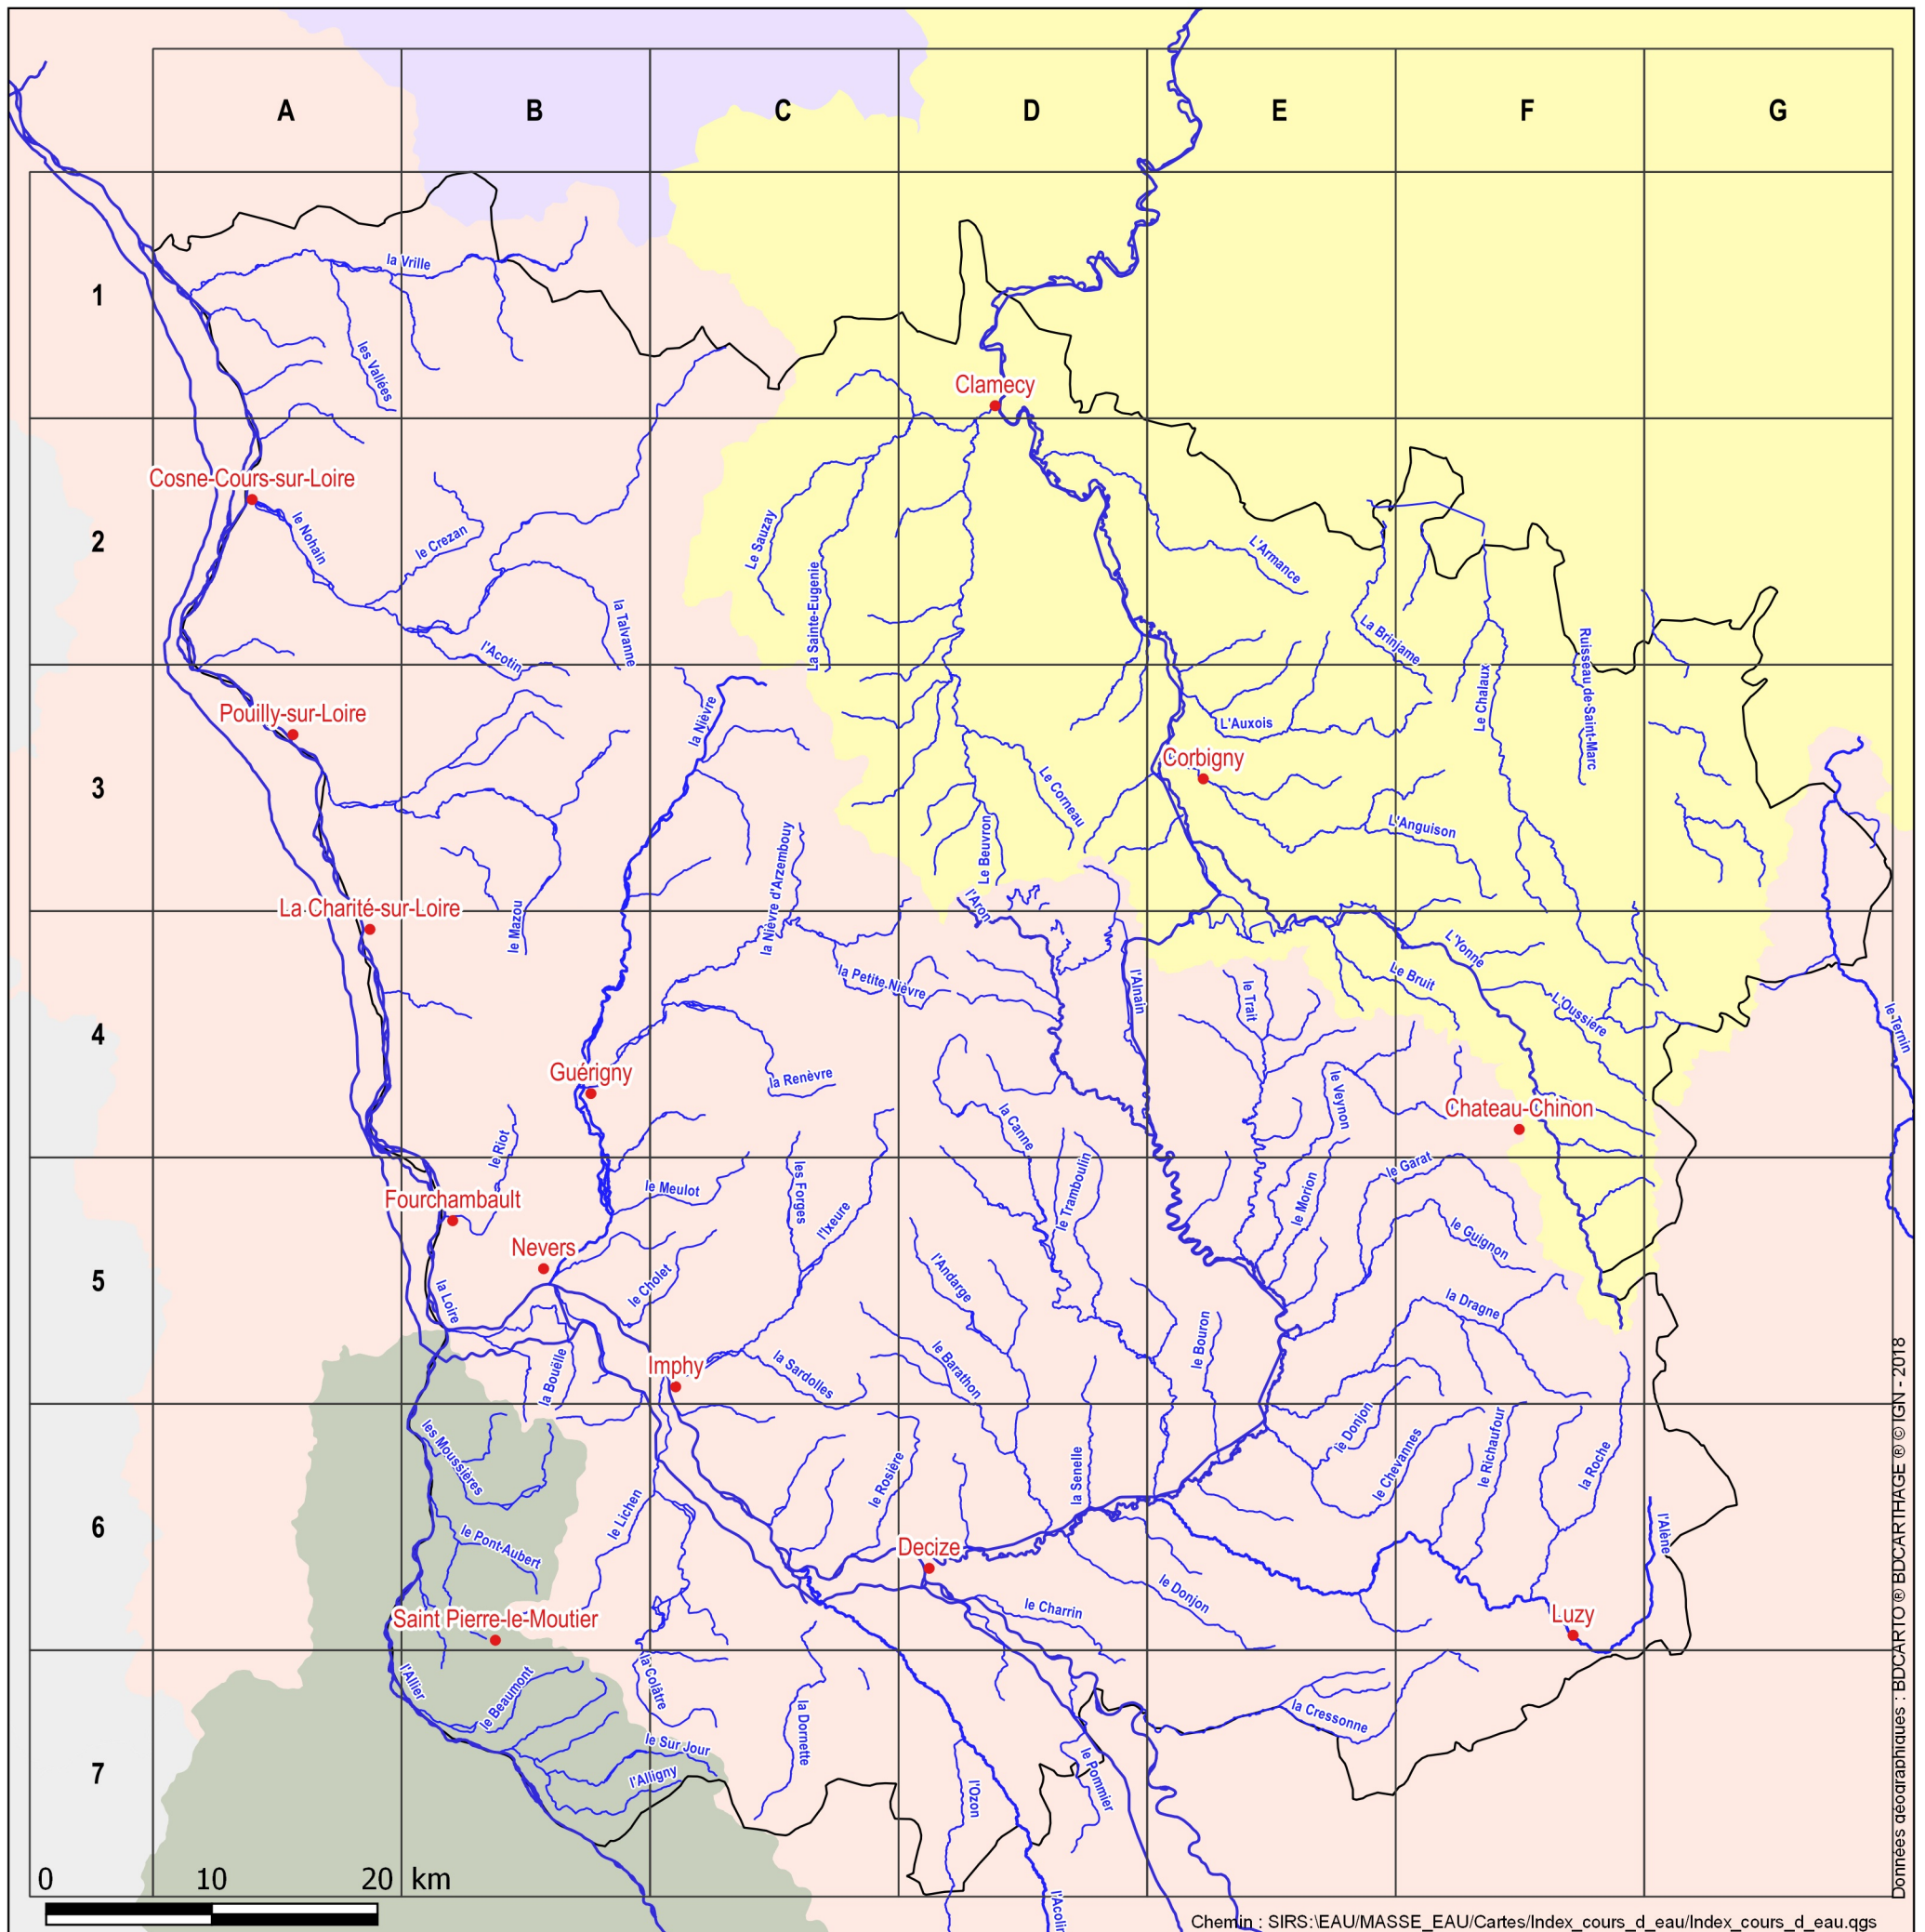 A
B
C
D
E
F
G
1
la Vrille
les Vallées
Clamecy
2
Cosne-Cours-sur-Loire
le Nohain
le Crezan
Le Sauzay
La Sainte-Eugenie
L'Armance
la Talvanne
l'Acotin
La Brinjame
Le Chalaux
Ruisseau de-Saint-Marc
3
Pouilly-sur-Loire
la Nièvre
L'Auxois
Corbigny
Le Corneau
L'Anguison
Le Beuvron
la Nièvre d'Arzembouy
La Charité-sur-Loire
le Mazou
l'Aron
4
la Petite Nièvre
l'Alnain
L'Yonne
Le Bruit
le Trait
L'Oussière
le-Ternin
Guérigny
la Renèvre
le Veynon
Chateau-Chinon
la Canne
le Riot
5
Fourchambault
le Meulot
les Forges
l'Ixeure
le Tramboulin
le Morion
le Garat
le Guignon
Nevers
la Loire
le Cholet
l'Andarge
la Dragne
le Bouron
Imphy
la Bouëlle
la Sardolles
le Barathon
6
les Moussières
le Donjon
le Chevannes
le Richaufour
la Roche
le Rosière
la Senelle
le Lichen
le Pont-Aubert
Decize
l'Alène
le Charrin
le Donjon
Luzy
Saint Pierre-le-Moutier
7
l'Allier
le Beaumont
la Colâtre
la Dornette
la Cressonne
le Sur Jour
l'Alligny
l'Ozon
le Pommier
l'Acolin
0 10 20 km
Données géographiques : BDCARTO ® BDCARTHAGE ® © IGN - 2018
Chemin : SIRS:\EAU/MASSE_EAU/Cartes/Index_cours_d_eau/Index_cours_d_eau.qgs